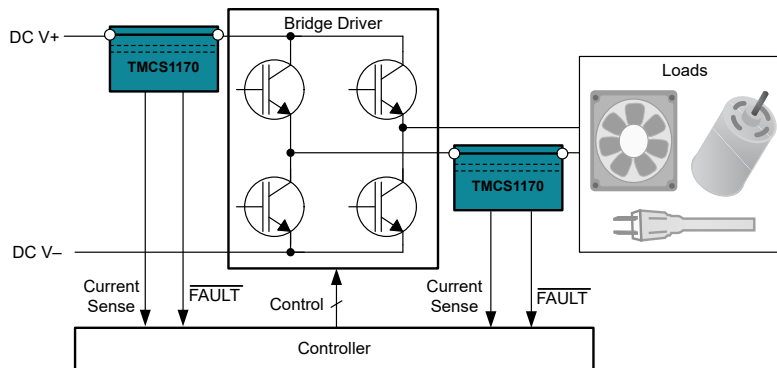 Bridge Driver
DC V+
TMCS1170
Loads
TMCS1170
DC V–
Current
Sense
FAULT
Control
Current
Sense
FAULT
Controller